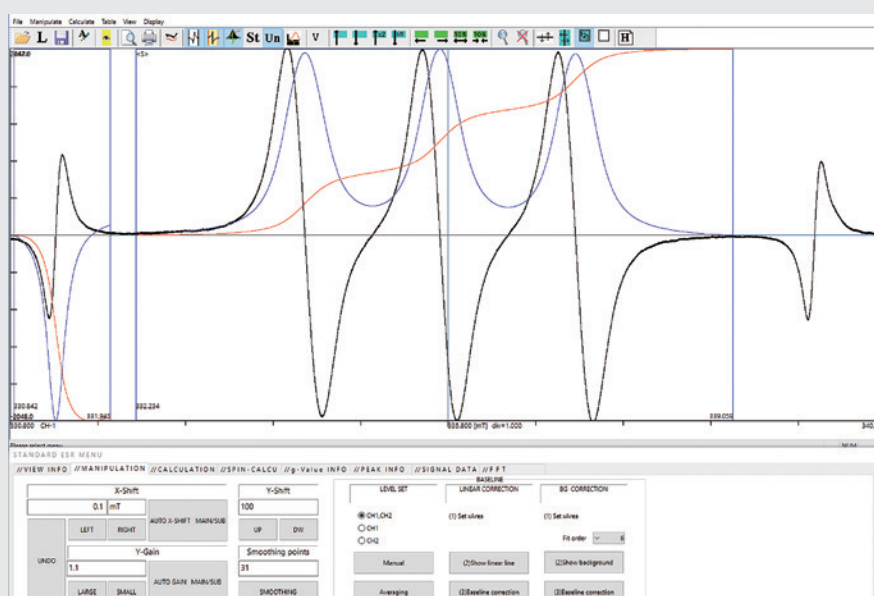 File Manipulate Calculate Table View Display
L St Un V H
<S>
330.842
331.945
332.234
339.059
-2048.0
330.800 CH-1
335.800 [mT] div=1.000
340.
Please select menu
NUM
STANDARD ESR MENU
//VIEW INFO //MANIPULATION //CALCULATION //SPIN-CALCU //g-Value INFO //PEAK INFO //SIGNAL DATA //FFT
BASELINE
X-Shift
Y-Shift
LEVEL SET
LINEAR CORRECTION
BG CORRECTION
0.1 mT
100
AUTO X-SHIFT MAIN/SUB
CH1,CH2
(1) Set xArea
(1) Set xArea
LEFT
RIGHT
UP
DW
CH1
CH2
Fit order 6
UNDO
Y-Gain
Smoothing points
1.1
31
AUTO GAIN MAIN/SUB
Manual
(2)Show linear line
(2)Show background
LARGE
SMALL
SMOOTHING
Averaging
(3)Baseline correction
(3)Baseline correction